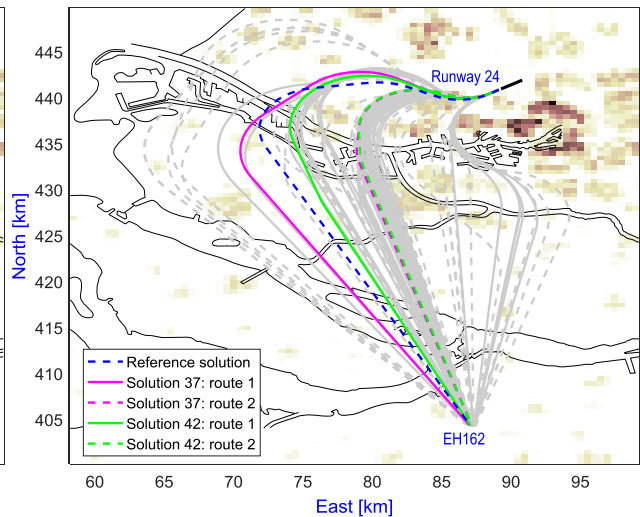 445
440
435
430
425
420
415
410
405
North [km]
Runway 24
EH162
Reference solution
Solution 37: route 1
Solution 37: route 2
Solution 42: route 1
Solution 42: route 2
60 65 70 75 80 85 90 95
East [km]